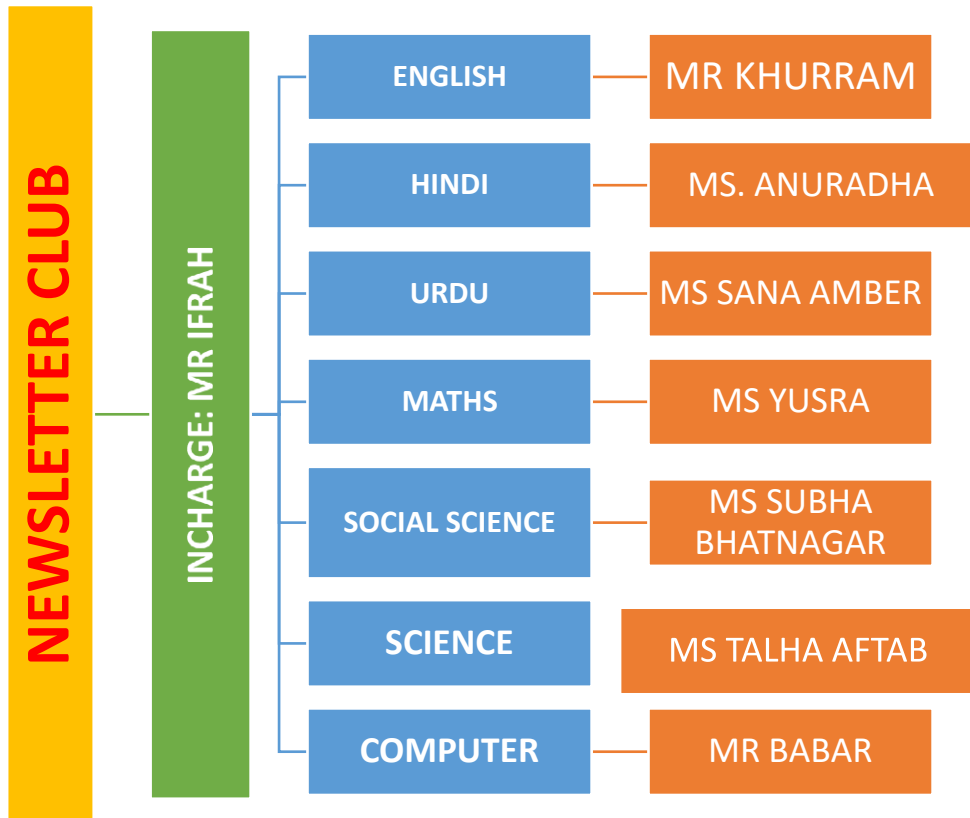 NEWSLETTER CLUB
INCHARGE: MR IFRAH
ENGLISH
MR KHURRAM
HINDI
MS. ANURADHA
URDU
MS SANA AMBER
MATHS
MS YUSRA
SOCIAL SCIENCE
MS SUBHA
BHATNAGAR
SCIENCE
MS TALHA AFTAB
COMPUTER
MR BABAR